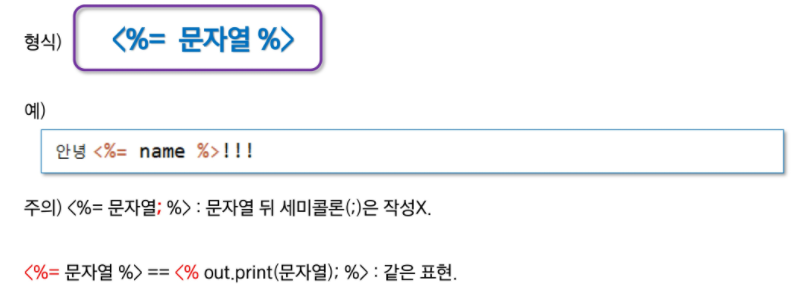 형식) <%= 문자열 %>
예)
안녕 <%= name %>!!!
주의) <%= 문자열; %> : 문자열 뒤 세미콜론(;)은 작성X.
<%= 문자열 %> == <% out.print(문자열); %> : 같은 표현.